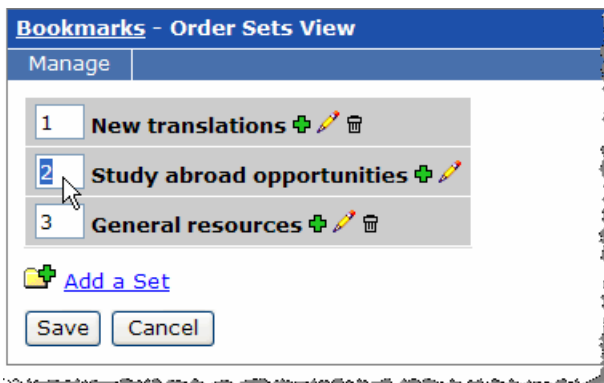 Bookmarks - Order Sets View
Manage
1 New translations
2 Study abroad opportunities
3 General resources
Add a Set
Save Cancel